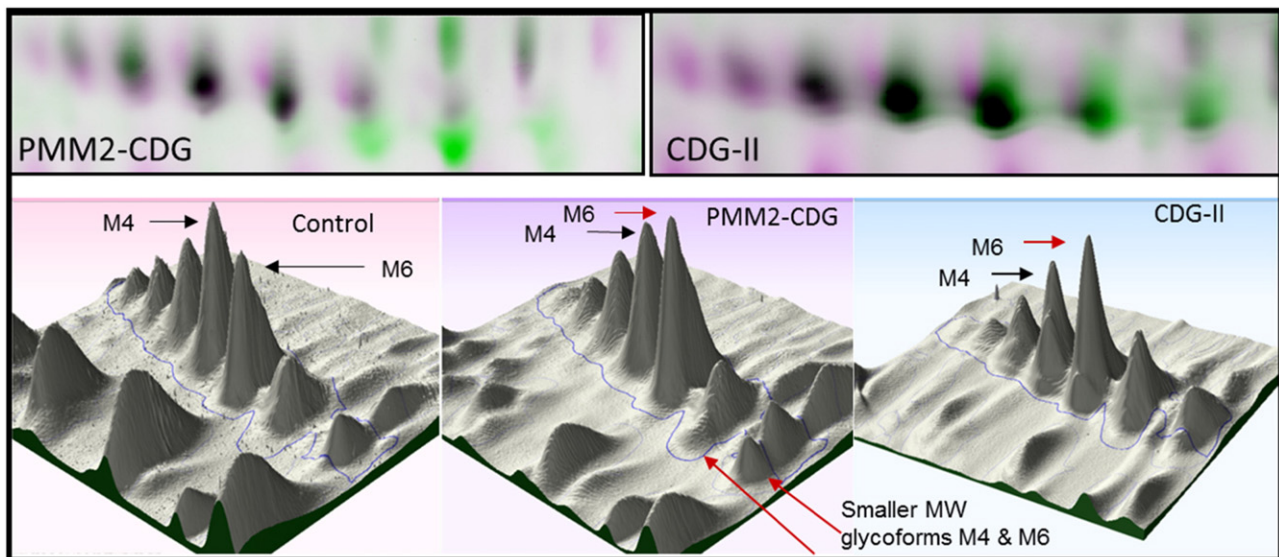 PMM2-CDG
CDG-II
M4
Control
M6
M6
PMM2-CDG
M4
CDG-II
M6
M4
Smaller MW
glycoforms M4 & M6